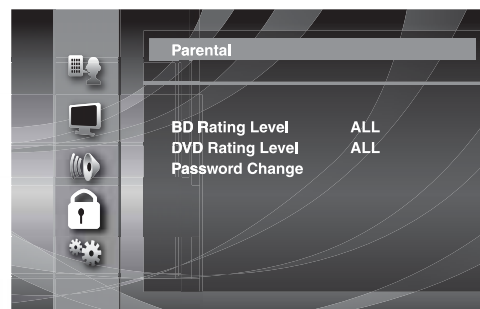 Parental
BD Rating Level ALL
DVD Rating Level ALL
Password Change